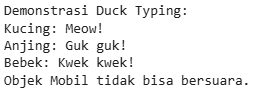 Demonstrasi Duck Typing:
Kucing: Meow!
Anjing: Guk guk!
Bebek: Kwek kwek!
Objek Mobil tidak bisa bersuara.